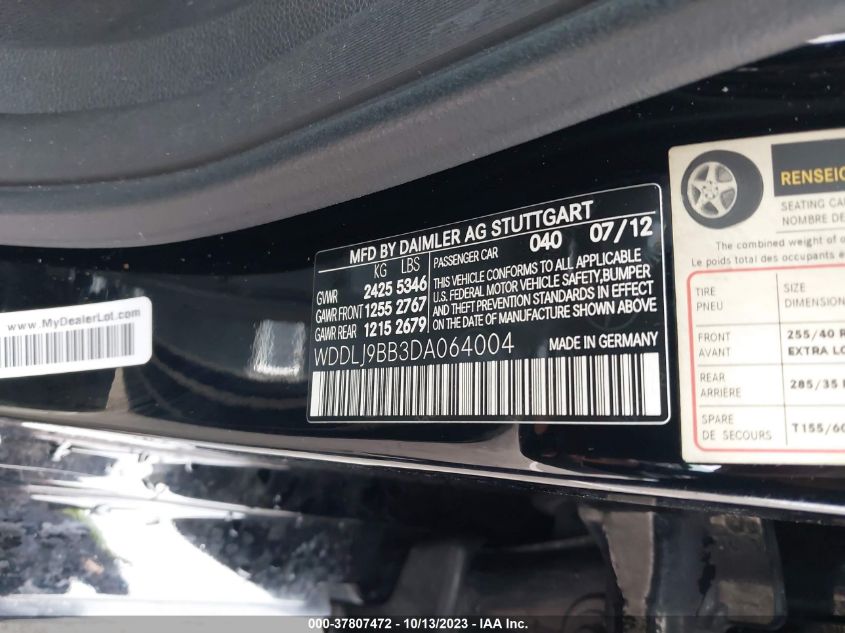 MFD BY DAIMLER AG STUTTGART
KG LBS PASSENGER CAR 040 07/12
GVWR 2425 5346
GAWR FRONT 1255 2767
GAWR REAR 1215 2679
THIS VEHICLE CONFORMS TO ALL APPLICABLE
U.S. FEDERAL MOTOR VEHICLE SAFETY, BUMPER
AND THEFT PREVENTION STANDARDS IN EFFECT
ON THE DATE OF MANUFACTURE SHOWN ABOVE
WDDLJ9BB3DA064004 MADE IN GERMANY
www.MyDealerLot.com
RENSEIG
SEATING CA
NOMBRE DE
The combined weight of o
Le poids total des occupants e
TIRE SIZE
PNEU DIMENSION
FRONT 255/40 R
AVANT EXTRA LO
REAR 285/35
ARRIÈRE
SPARE T155/60
DE SECOURS
000-37807472 - 10/13/2023 - IAA Inc.